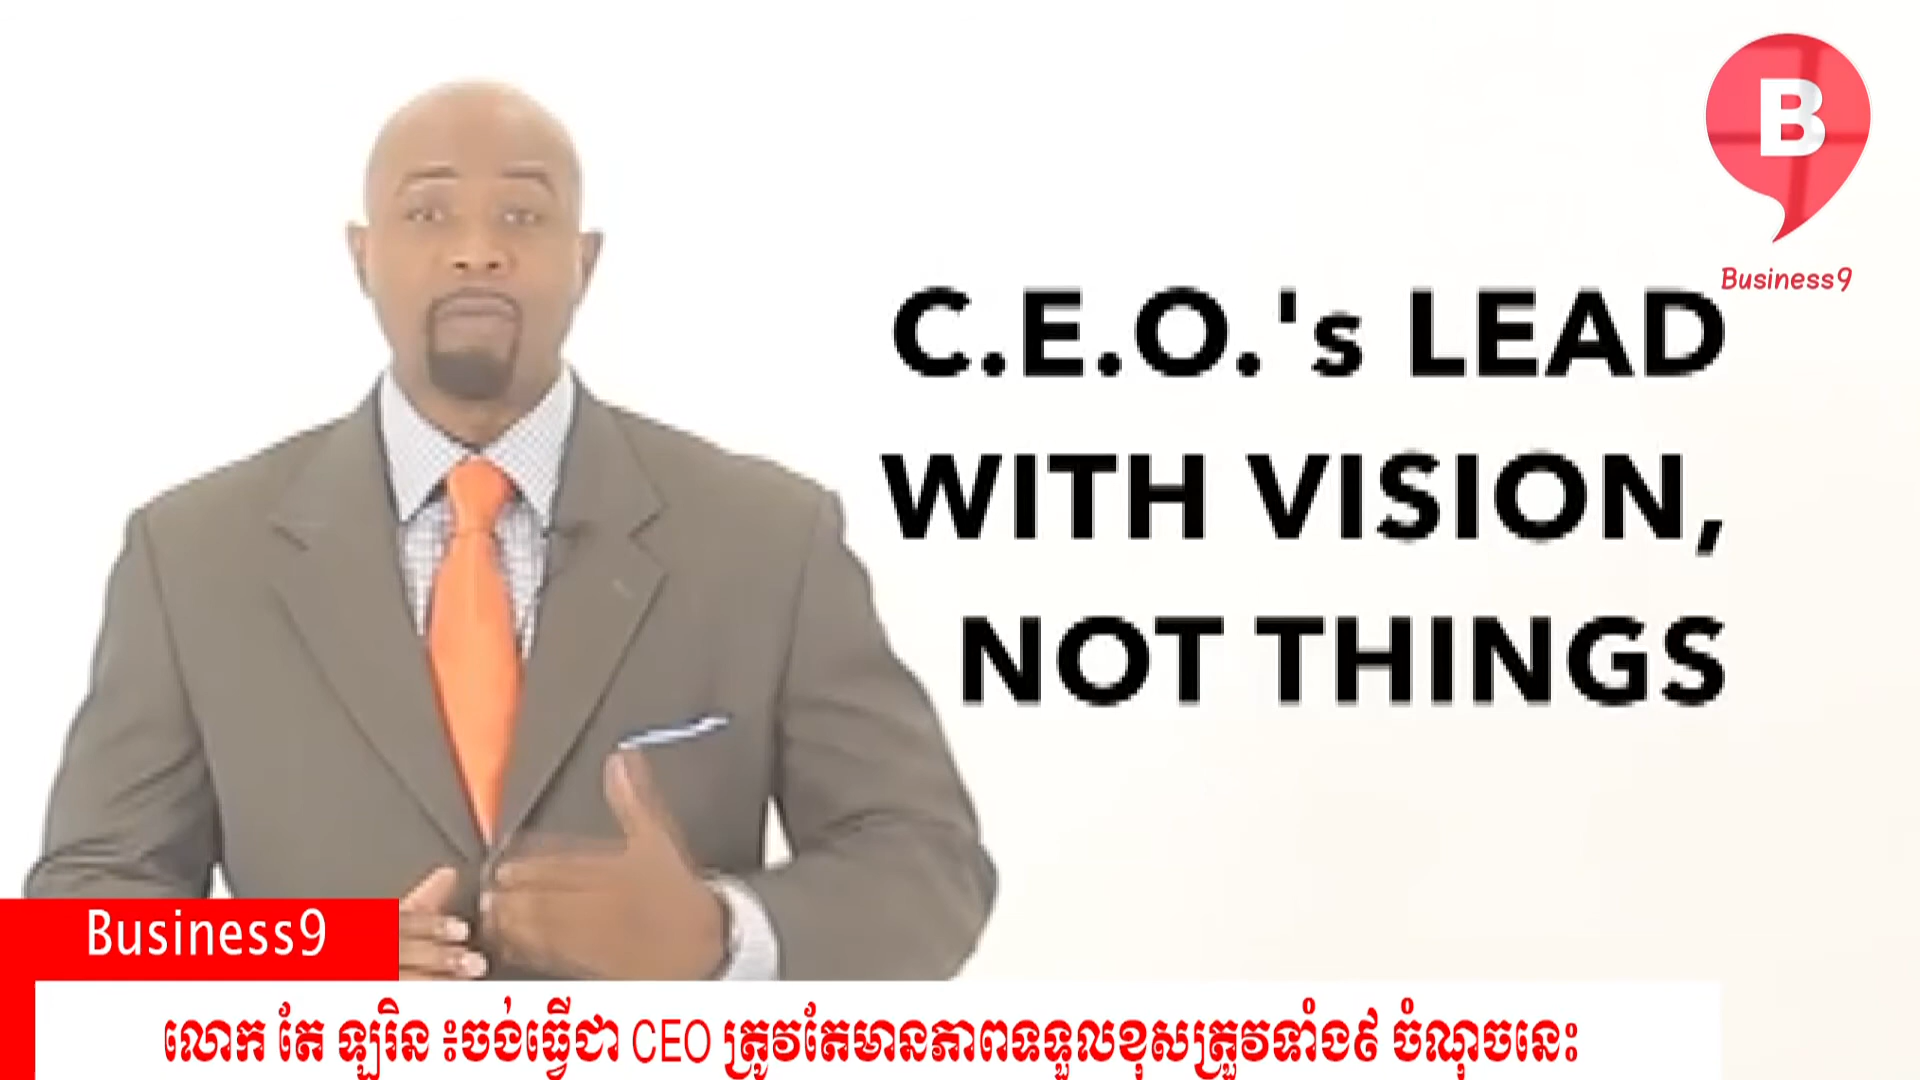 B
Business9
C.E.O.'s LEAD
WITH VISION,
NOT THINGS
Business9
លោក តែ ឡូរិន ៖ចង់ធ្វើជា CEO ត្រូវតែមានភាពទទួលខុសត្រូវទាំង៩ ចំណុចនេះ